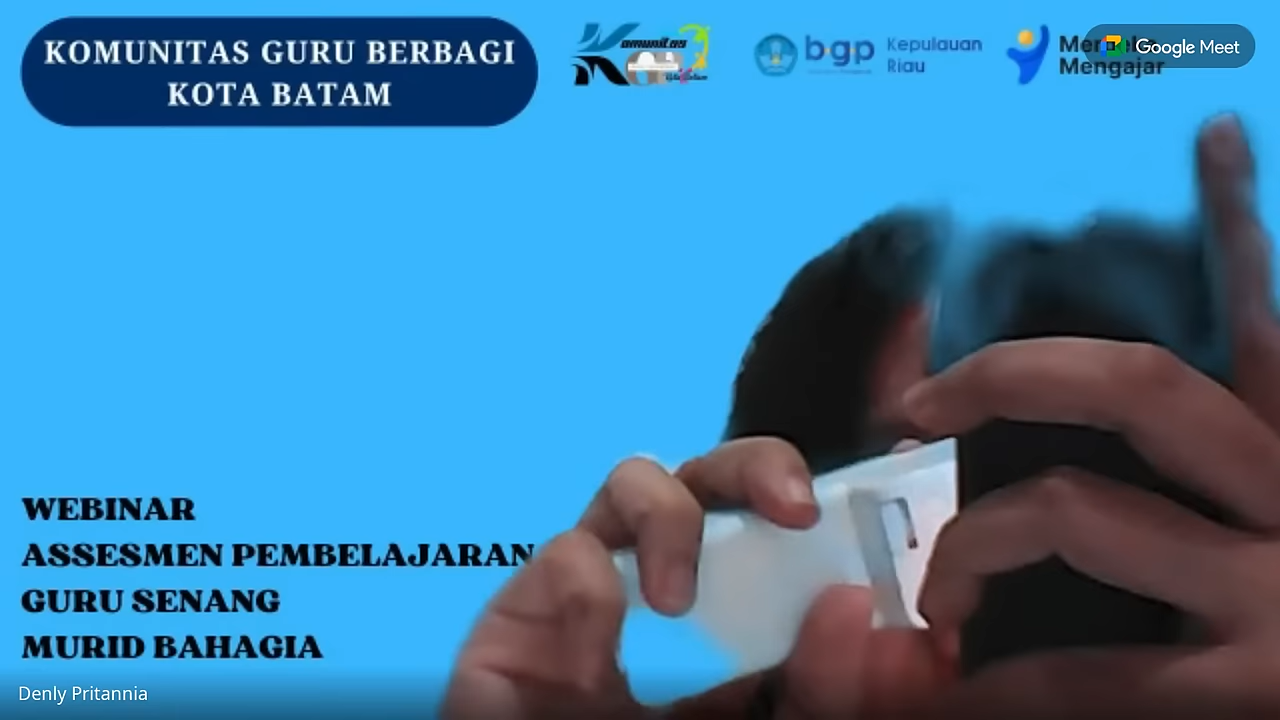 KOMUNITAS GURU BERBAGI
KOTA BATAM
Komunitas
bgp
Kepulauan
Riau
Mengajar
Google Meet
WEBINAR
ASSESMEN PEMBELAJARAN
GURU SENANG
MURID BAHAGIA
Denly Pritannia